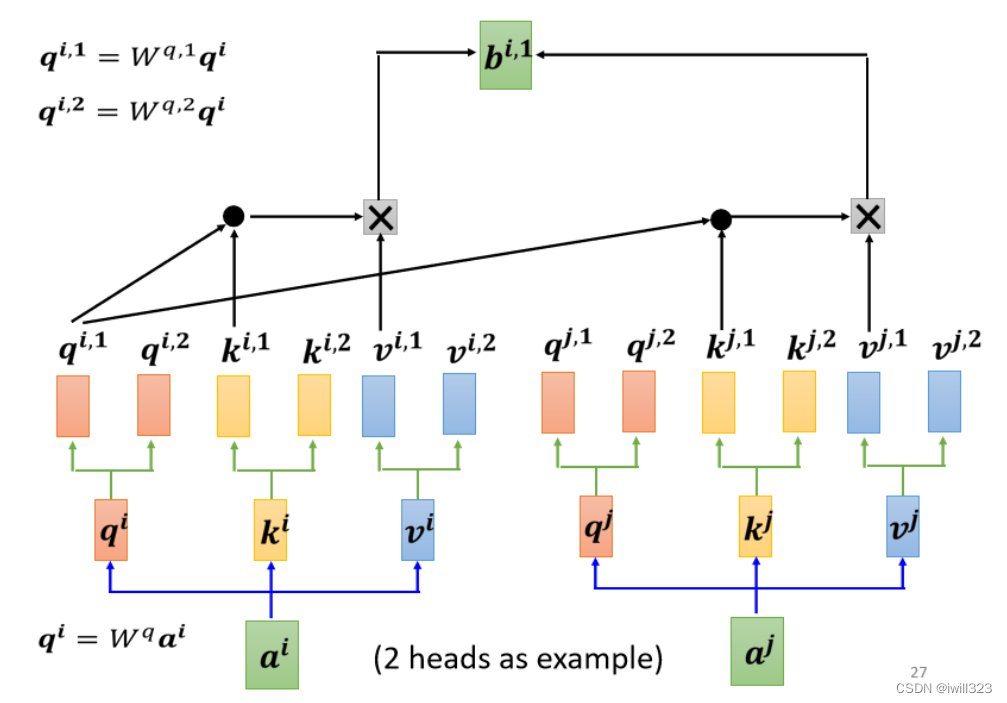 b^{i,1}
q^{i,1} = W^{q,1}q^i
q^{i,2} = W^{q,2}q^i
q^{i,1} q^{i,2} k^{i,1} k^{i,2} v^{i,1} v^{i,2} q^{j,1} q^{j,2} k^{j,1} k^{j,2} v^{j,1} v^{j,2}
q^i k^i v^i q^j k^j v^j
q^i = W^q a^i
a^i (2 heads as example) a^j
27
CSDN @iwill323